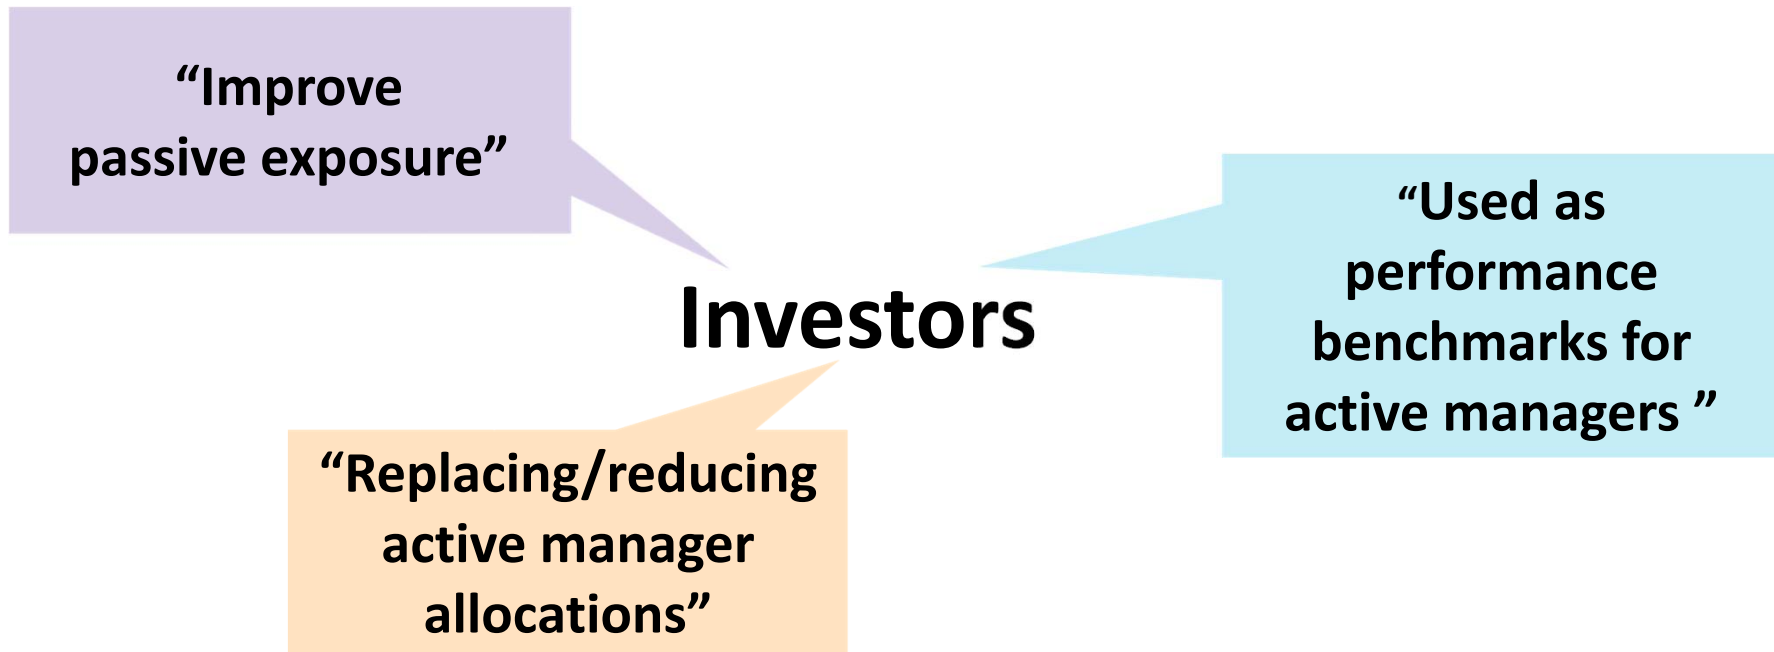 “Improve
passive exposure”
“Used as
performance
benchmarks for
active managers ”
Investors
“Replacing/reducing
active manager
allocations”